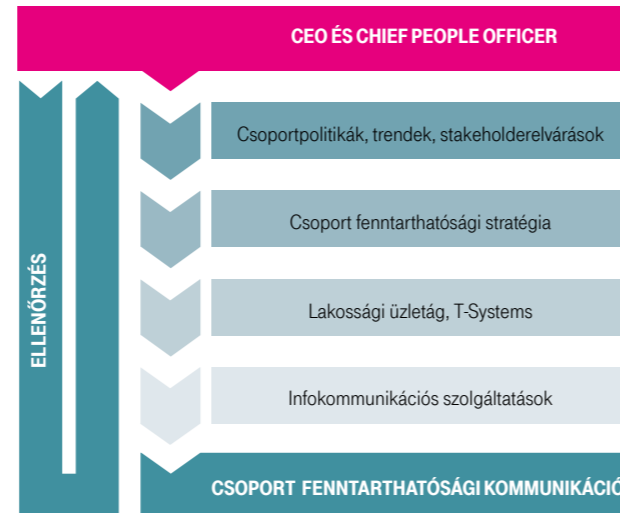 CEO ÉS CHIEF PEOPLE OFFICER
Csoportpolitikák, trendek, stakeholderelvárások
Csoport fenntarthatósági stratégia
Lakossági üzletág, T-Systems
Infokommunikációs szolgáltatások
ELLENŐRZÉS
CSOPORT FENNTARTHATÓSÁGI KOMMUNIKÁCIÓ